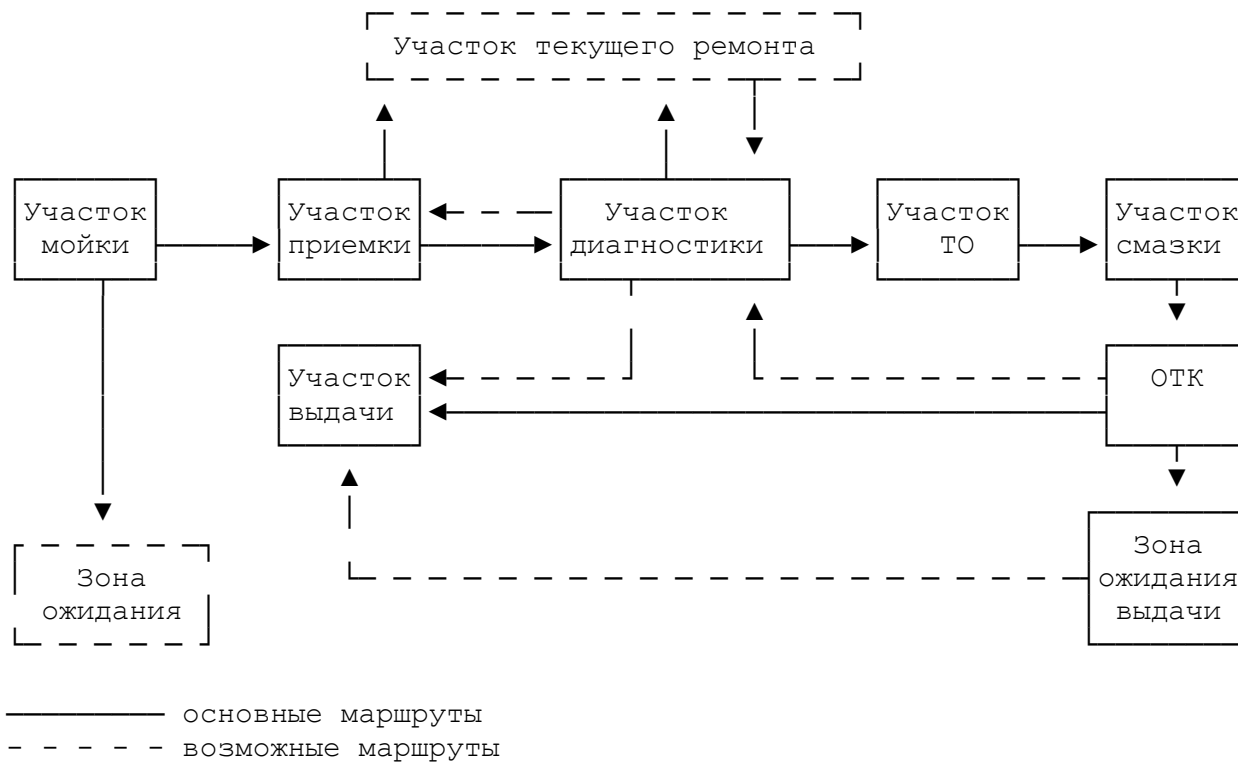 Участок текущего ремонта
Участок
мойки
Участок
приемки
Участок
диагностики
Участок
ТО
Участок
смазки
Участок
выдачи
ОТК
Зона
ожидания
Зона
ожидания
выдачи
основные маршруты
возможные маршруты